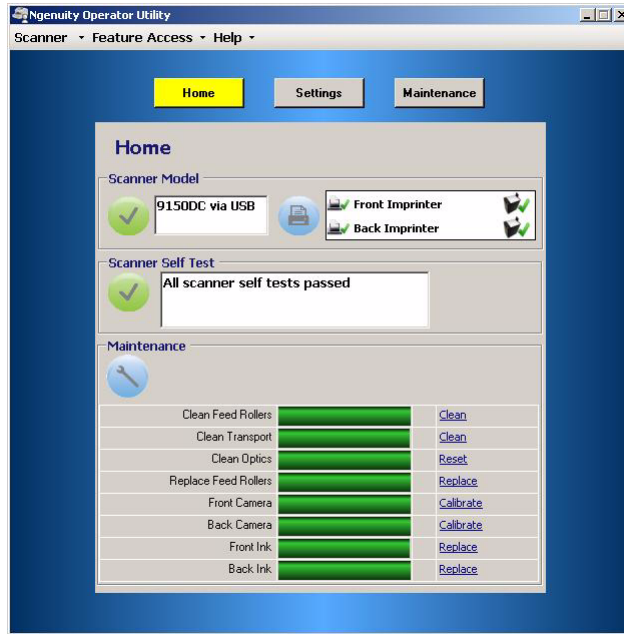 Ngenuity Operator Utility
Scanner Feature Access Help
Home Settings Maintenance
Home
Scanner Model
9150DC via USB
Front Imprinter
Back Imprinter
Scanner Self Test
All scanner self tests passed
Maintenance
Clean Feed Rollers Clean
Clean Transport Clean
Clean Optics Reset
Replace Feed Rollers Replace
Front Camera Calibrate
Back Camera Calibrate
Front Ink Replace
Back Ink Replace